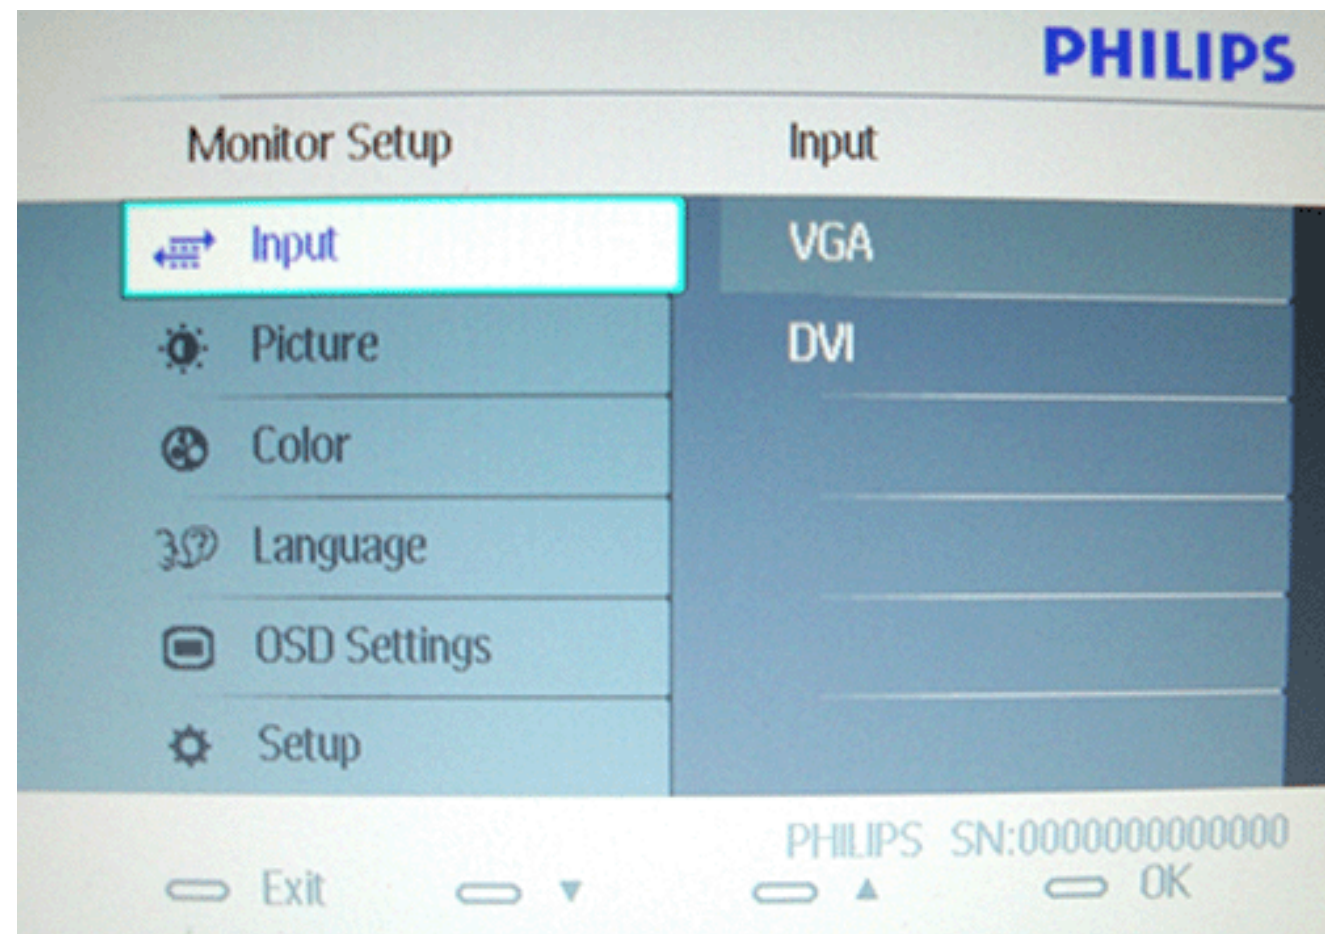 PHILIPS
Monitor Setup Input
Input VGA
Picture DVI
Color
Language
OSD Settings
Setup
PHILIPS SN:0000000000000
Exit ▼ ▲ OK